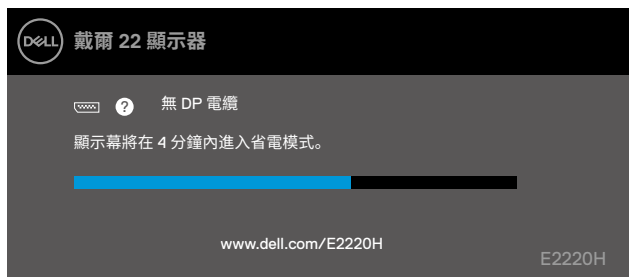 DELL
戴爾 22 顯示器
? 無 DP 電纜
顯示幕將在 4 分鐘內進入省電模式。
www.dell.com/E2220H
E2220H